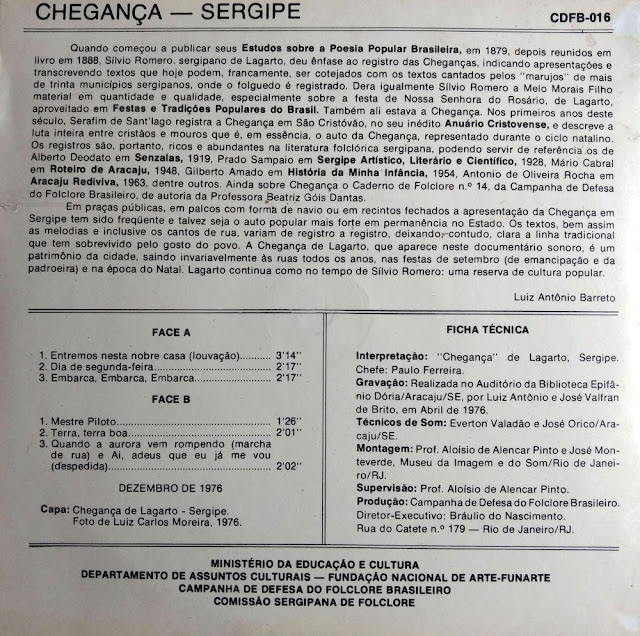 CHEGANÇA — SERGIPE
CDFB-016
Quando começou a publicar seus Estudos sobre a Poesia Popular Brasileira, em 1879, depois reunidos em
livro em 1888, Sílvio Romero. sergipano de Lagarto, deu ênfase ao registro das Cheganças, indicando apresentações e
transcrevendo textos que hoje podem, francamente, ser cotejados com os textos cantados pelos "marujos" de mais
de trinta municípios sergipanos, onde o folguedo é registrado. Dera igualmente Sílvio Romero a Melo Morais Filho
material em quantidade e qualidade, especialmente sobre a festa de Nossa Senhora do Rosário, de Lagarto,
aproveitado em Festas e Tradições Populares do Brasil. Também ali estava a Chegança. Nos primeiros anos deste
século, Serafim de Sant'Iago registra a Chegança em São Cristóvão, no seu inédito Anuário Cristovense, e descreve a
luta inteira entre cristãos e mouros que é, em essência, o auto da Chegança, representado durante o ciclo natalino.
Os registros são, portanto, ricos e abundantes na literatura folclórica sergipana, podendo servir de referência os de
Alberto Deodato em Senzalas, 1919, Prado Sampaio em Sergipe Artístico, Literário e Científico, 1928, Mário Cabral
em Roteiro de Aracaju, 1948, Gilberto Amado em História da Minha Infância, 1954, Antonio de Oliveira Rocha em
Aracaju Rediviva, 1963, dentre outros. Ainda sobre Chegança o Caderno de Folclore n.º 14, da Campanha de Defesa
do Folclore Brasileiro, de autoria da Professora Beatriz Góis Dantas.
Em praças públicas, em palcos com forma de navio ou em recintos fechados a apresentação da Chegança em
Sergipe tem sido freqüente e talvez seja o auto popular mais forte em permanência no Estado. Os textos, bem assim
as melodias e inclusive os cantos de rua, variam de registro a registro, deixando, contudo, clara a linha tradicional
que tem sobrevivido pelo gosto do povo. A Chegança de Lagarto, que aparece neste documentário sonoro, é um
patrimônio da cidade, saindo invariavelmente às ruas todos os anos, nas festas de setembro (de emancipação e da
padroeira) e na época do Natal. Lagarto continua como no tempo de Sílvio Romero: uma reserva de cultura popular.
Luiz Antônio Barreto
FACE A
1. Entremos nesta nobre casa (louvação)........... 3'14"
2. Dia de segunda-feira.................................... 2'17"
3. Embarca, Embarca, Embarca......................... 2'17"
FACE B
1. Mestre Piloto................................................ 1'26"
2. Terra, terra boa............................................ 2'01"
3. Quando a aurora vem rompendo (marcha
de rua) e Ai, adeus que eu já me vou
(despedida)..................................................... 2'02"
DEZEMBRO DE 1976
Capa: Chegança de Lagarto - Sergipe.
Foto de Luiz Carlos Moreira, 1976.
FICHA TÉCNICA
Interpretação: "Chegança" de Lagarto, Sergipe.
Chefe: Paulo Ferreira.
Gravação: Realizada no Auditório da Biblioteca Epifâ-
nio Dória/Aracaju/SE, por Luiz Antônio e José Valfran
de Brito, em Abril de 1976.
Técnicos de Som: Everton Valadão e José Orico/Ara-
caju/SE.
Montagem: Prof. Aloísio de Alencar Pinto e José Mon-
teverde, Museu da Imagem e do Som/Rio de Janei-
ro/RJ.
Supervisão: Prof. Aloísio de Alencar Pinto.
Produção: Campanha de Defesa do Folclore Brasileiro.
Diretor-Executivo: Bráulio do Nascimento.
Rua do Catete n.º 179 — Rio de Janeiro/RJ.
MINISTÉRIO DA EDUCAÇÃO E CULTURA
DEPARTAMENTO DE ASSUNTOS CULTURAIS — FUNDAÇÃO NACIONAL DE ARTE-FUNARTE
CAMPANHA DE DEFESA DO FOLCLORE BRASILEIRO
COMISSÃO SERGIPANA DE FOLCLORE